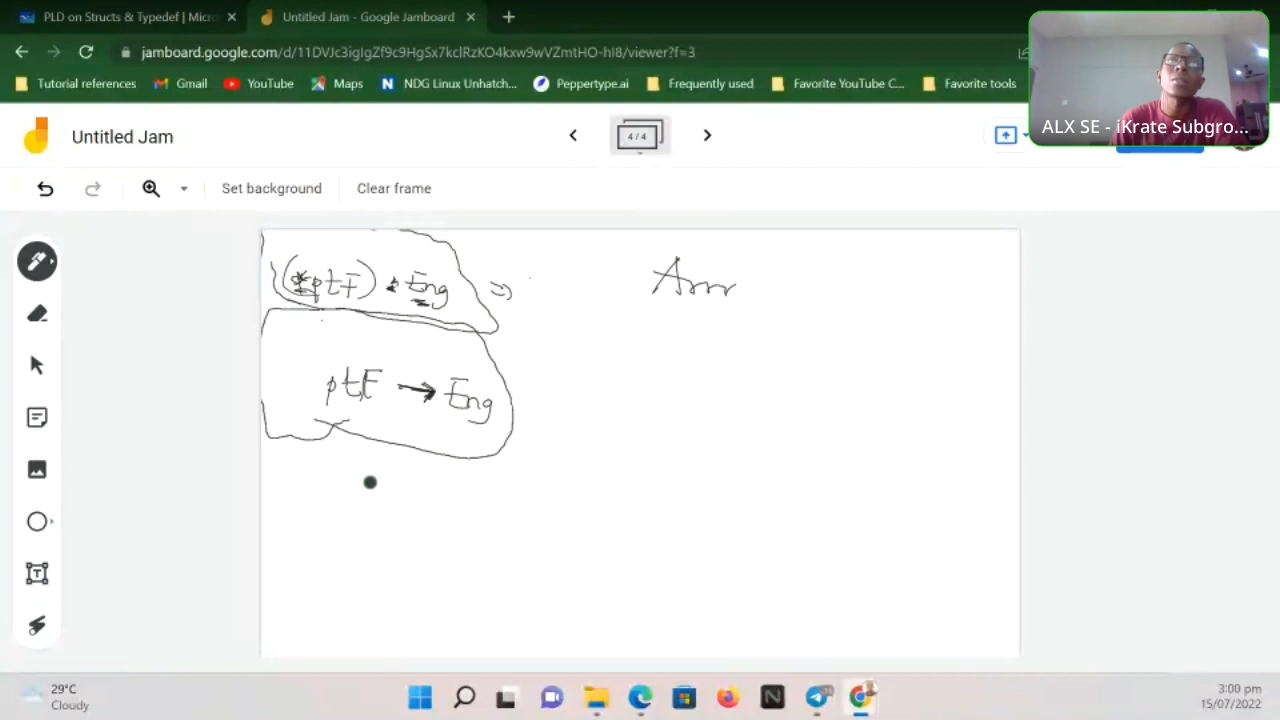 PLD on Structs & Typedef | Micro
Untitled Jam - Google Jamboard
jamboard.google.com/d/11DVJc3igIgZf9c9HgSx7kclRzKO4kxw9wVZmtHO-hI8/viewer?f=3
Tutorial references
Gmail
YouTube
Maps
NDG Linux Unhatch...
Peppertype.ai
Frequently used
Favorite YouTube C...
Favorite tools
ALX SE - iKrate Subgro...
Untitled Jam
4 / 4
Set background
Clear frame
(*ptF) . Eng ⇒
Arrr
ptF → Eng
29°C
Cloudy
3:00 pm
15/07/2022